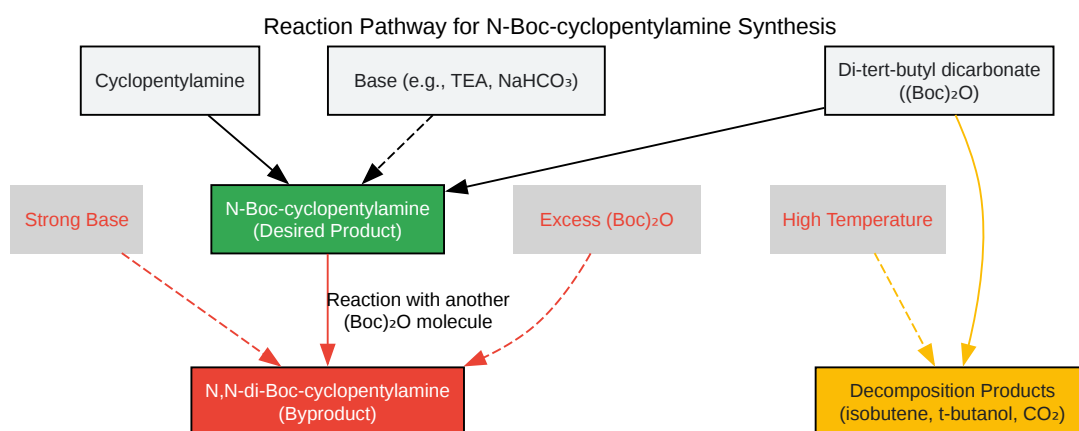 Reaction Pathway for N-Boc-cyclopentylamine Synthesis
Cyclopentylamine
Base (e.g., TEA, NaHCO₃)
Di-tert-butyl dicarbonate
((Boc)₂O)
Strong Base
N-Boc-cyclopentylamine
(Desired Product)
Excess (Boc)₂O
High Temperature
Reaction with another
(Boc)₂O molecule
N,N-di-Boc-cyclopentylamine
(Byproduct)
Decomposition Products
(isobutene, t-butanol, CO₂)